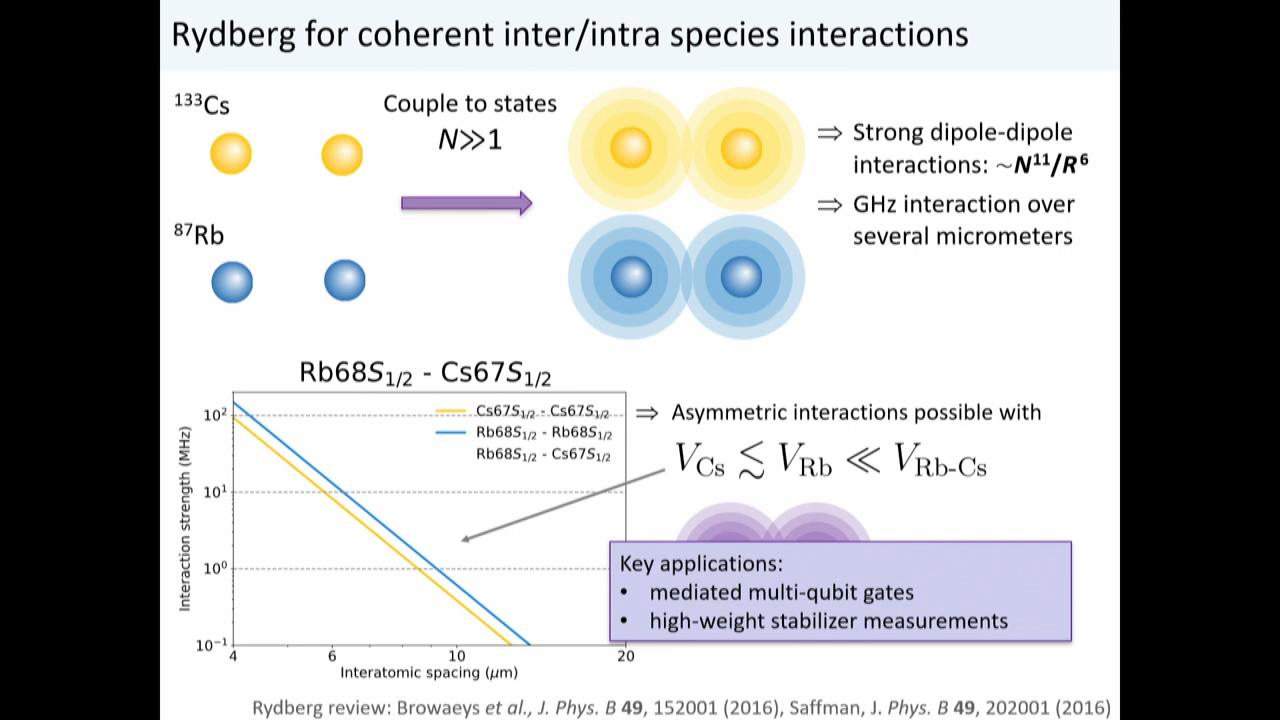 Rydberg for coherent inter/intra species interactions
¹³³Cs
Couple to states
N≫1
⇒ Strong dipole-dipole
interactions: ~N¹¹/R⁶
⇒ GHz interaction over
several micrometers
⁸⁷Rb
Rb68S₁/₂ - Cs67S₁/₂
Interaction strength (MHz)
10²
10¹
10⁰
10⁻¹
Cs67S₁/₂ - Cs67S₁/₂
Rb68S₁/₂ - Rb68S₁/₂
Rb68S₁/₂ - Cs67S₁/₂
4 6 10 20
Interatomic spacing (μm)
⇒ Asymmetric interactions possible with
V_Cs ≲ V_Rb ≪ V_Rb-Cs
Key applications:
• mediated multi-qubit gates
• high-weight stabilizer measurements
Rydberg review: Browaeys et al., J. Phys. B 49, 152001 (2016), Saffman, J. Phys. B 49, 202001 (2016)